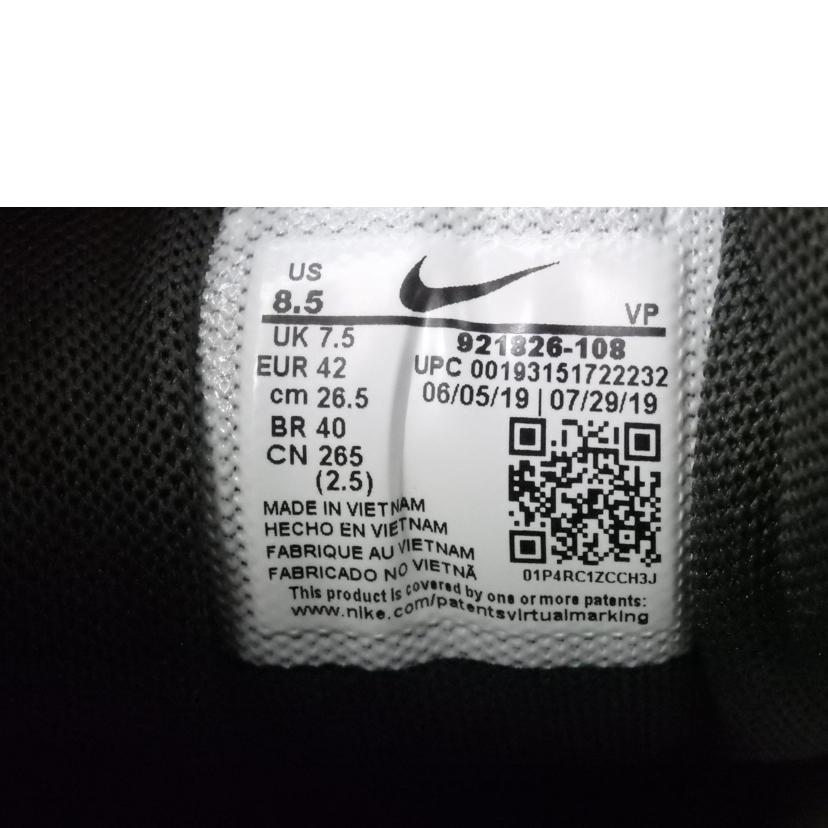 US
8.5
VP
UK 7.5
EUR 42
cm 26.5
BR 40
CN 265
(2.5)
921826-108
UPC 00193151722232
06/05/19 | 07/29/19
01P4RC1ZCCH3J
MADE IN VIETNAM
HECHO EN VIETNAM
FABRIQUE AU VIETNAM
FABRICADO NO VIETNÃ
This product is covered by one or more patents:
www.nike.com/patentsvirtualmarking